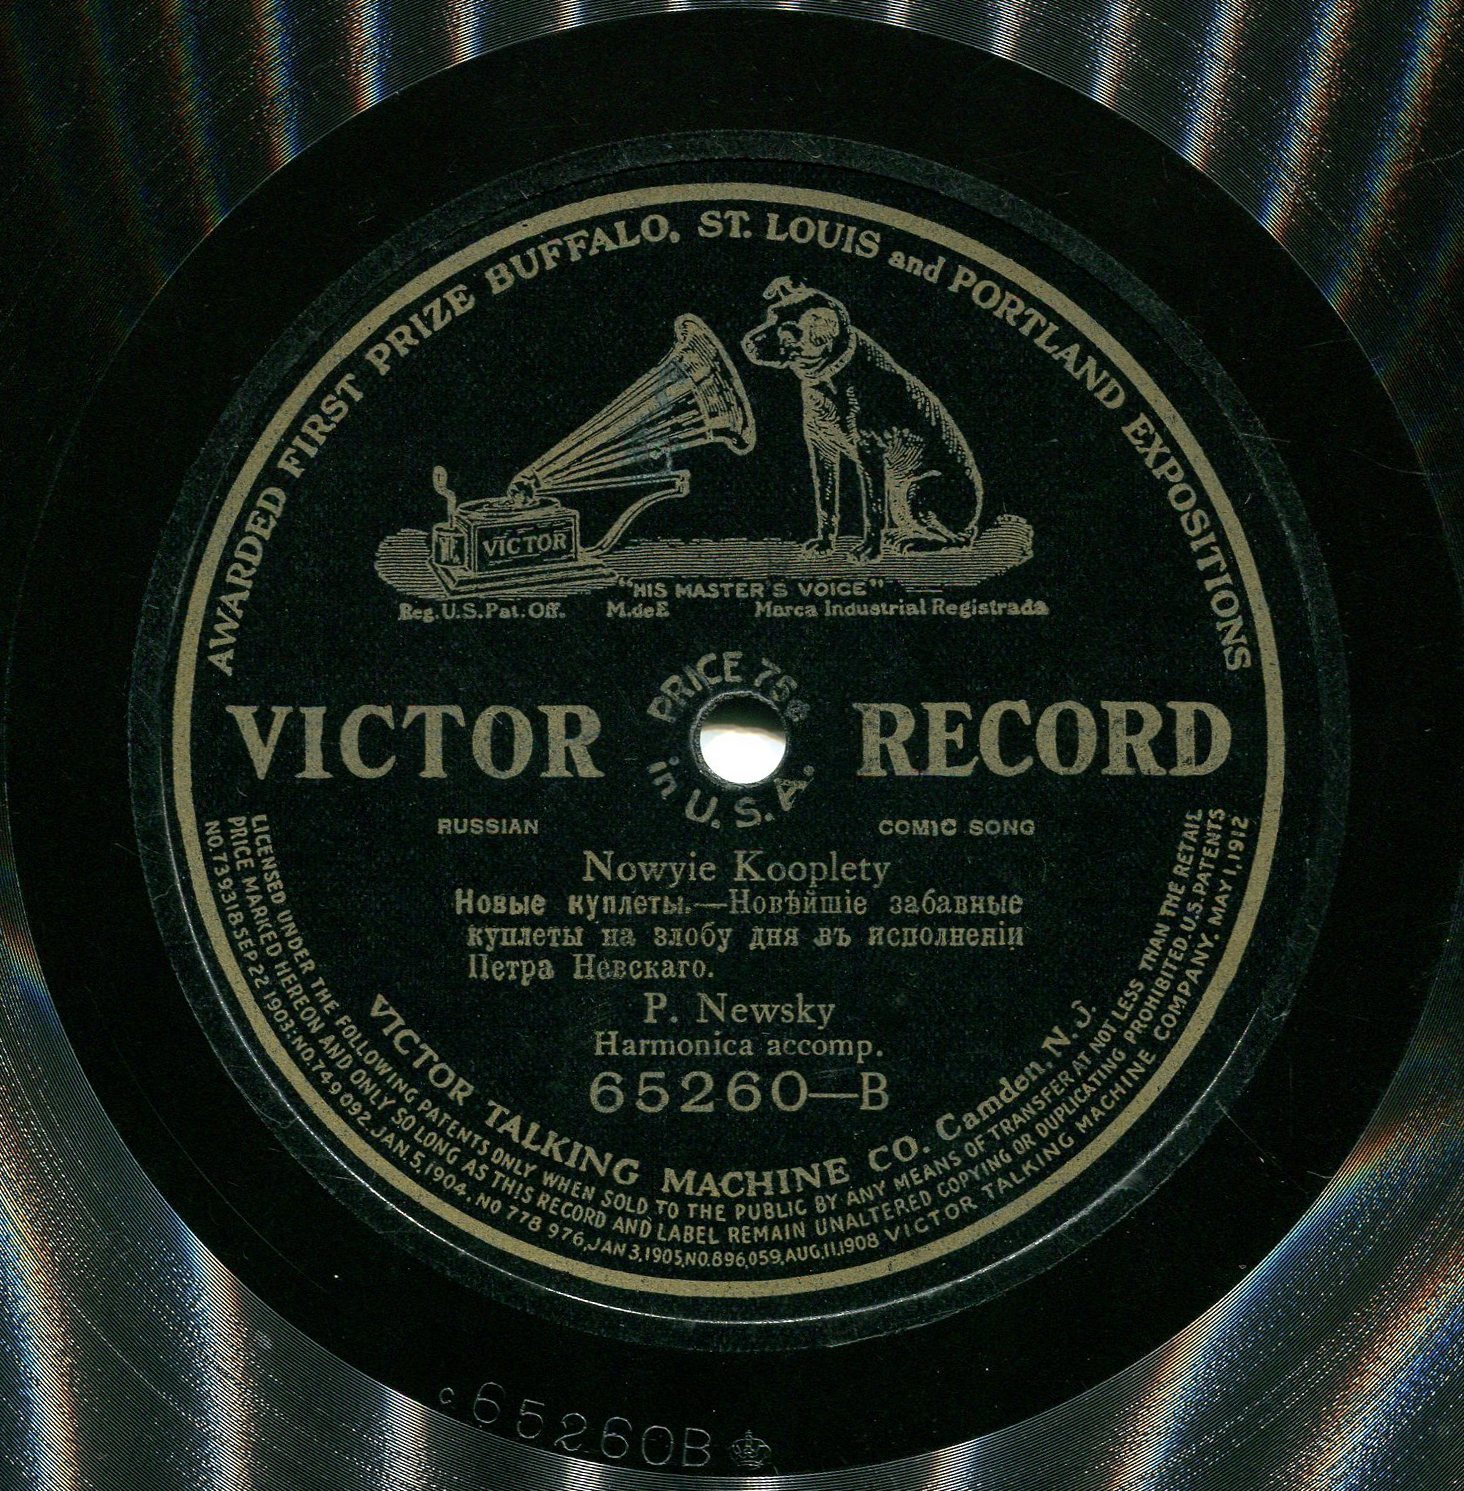 AWARDED FIRST PRIZE BUFFALO, ST. LOUIS and PORTLAND EXPOSITIONS
VICTOR
"HIS MASTER'S VOICE"
Reg. U.S. Pat. Off. M. de E Marca Industrial Registrada
PRICE 75¢
in U.S.A.
VICTOR RECORD
RUSSIAN COMIC SONG
Nowyie Kooplety
Новые куплеты.—Новѣйшіе забавные
куплеты на злобу дня въ исполненіи
Петра Невскаго.
P. Newsky
Harmonica accomp.
65260—B
VICTOR TALKING MACHINE CO. Camden, N. J.
LICENSED UNDER THE FOLLOWING PATENTS ONLY WHEN SOLD TO THE PUBLIC BY ANY MEANS OF TRANSFER AT NOT LESS THAN THE RETAIL
PRICE MARKED HEREON AND ONLY SO LONG AS THIS RECORD AND LABEL REMAIN UNALTERED COPYING OR DUPLICATING PROHIBITED. U.S. PATENTS
NO. 739318 SEP 22 1903: NO. 749092. JAN 5, 1904. NO 778 976, JAN 3, 1905, NO. 896,059, AUG, 11, 1908 VICTOR TALKING MACHINE COMPANY. MAY 1, 1912
c 65260B